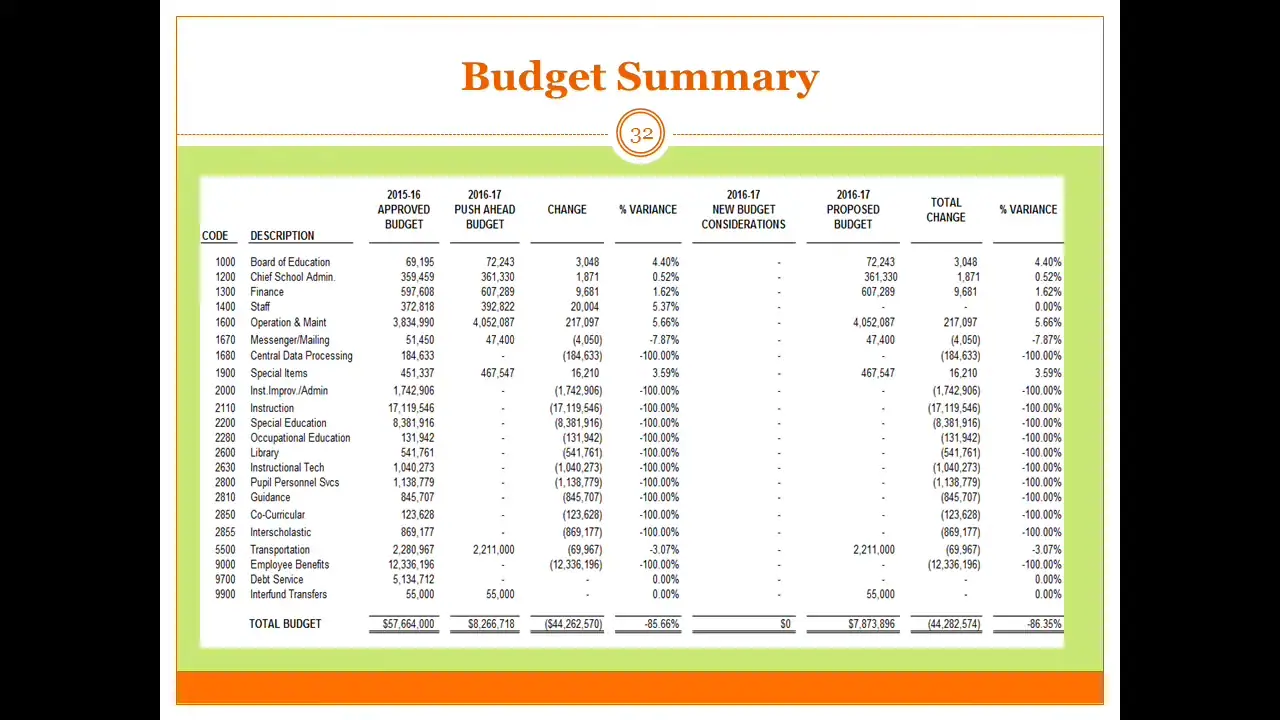 Budget Summary
32
2015-16 2016-17 2016-17 2016-17 TOTAL
APPROVED PUSH AHEAD CHANGE % VARIANCE NEW BUDGET PROPOSED CHANGE % VARIANCE
BUDGET BUDGET CONSIDERATIONS BUDGET
CODE DESCRIPTION
1000 Board of Education 69,195 72,243 3,048 4.40% - 72,243 3,048 4.40%
1200 Chief School Admin. 359,459 361,330 1,871 0.52% - 361,330 1,871 0.52%
1300 Finance 597,608 607,289 9,681 1.62% - 607,289 9,681 1.62%
1400 Staff 372,818 392,822 20,004 5.37% - - - 0.00%
1600 Operation & Maint 3,834,990 4,052,087 217,097 5.66% - 4,052,087 217,097 5.66%
1670 Messenger/Mailing 51,450 47,400 (4,050) -7.87% - 47,400 (4,050) -7.87%
1680 Central Data Processing 184,633 - (184,633) -100.00% - - (184,633) -100.00%
1900 Special Items 451,337 467,547 16,210 3.59% - 467,547 16,210 3.59%
2000 Inst.Improv./Admin 1,742,906 - (1,742,906) -100.00% - - (1,742,906) -100.00%
2110 Instruction 17,119,546 - (17,119,546) -100.00% - - (17,119,546) -100.00%
2200 Special Education 8,381,916 - (8,381,916) -100.00% - - (8,381,916) -100.00%
2280 Occupational Education 131,942 - (131,942) -100.00% - - (131,942) -100.00%
2600 Library 541,761 - (541,761) -100.00% - - (541,761) -100.00%
2630 Instructional Tech 1,040,273 - (1,040,273) -100.00% - - (1,040,273) -100.00%
2800 Pupil Personnel Svcs 1,138,779 - (1,138,779) -100.00% - - (1,138,779) -100.00%
2810 Guidance 845,707 - (845,707) -100.00% - - (845,707) -100.00%
2850 Co-Curricular 123,628 - (123,628) -100.00% - - (123,628) -100.00%
2855 Interscholastic 869,177 - (869,177) -100.00% - - (869,177) -100.00%
5500 Transportation 2,280,967 2,211,000 (69,967) -3.07% - 2,211,000 (69,967) -3.07%
9000 Employee Benefits 12,336,196 - (12,336,196) -100.00% - - (12,336,196) -100.00%
9700 Debt Service 5,134,712 - - 0.00% - - - 0.00%
9900 Interfund Transfers 55,000 55,000 - 0.00% - 55,000 - 0.00%
TOTAL BUDGET $57,664,000 $8,266,718 ($44,262,570) -85.66% $0 $7,873,896 (44,282,574) -86.35%